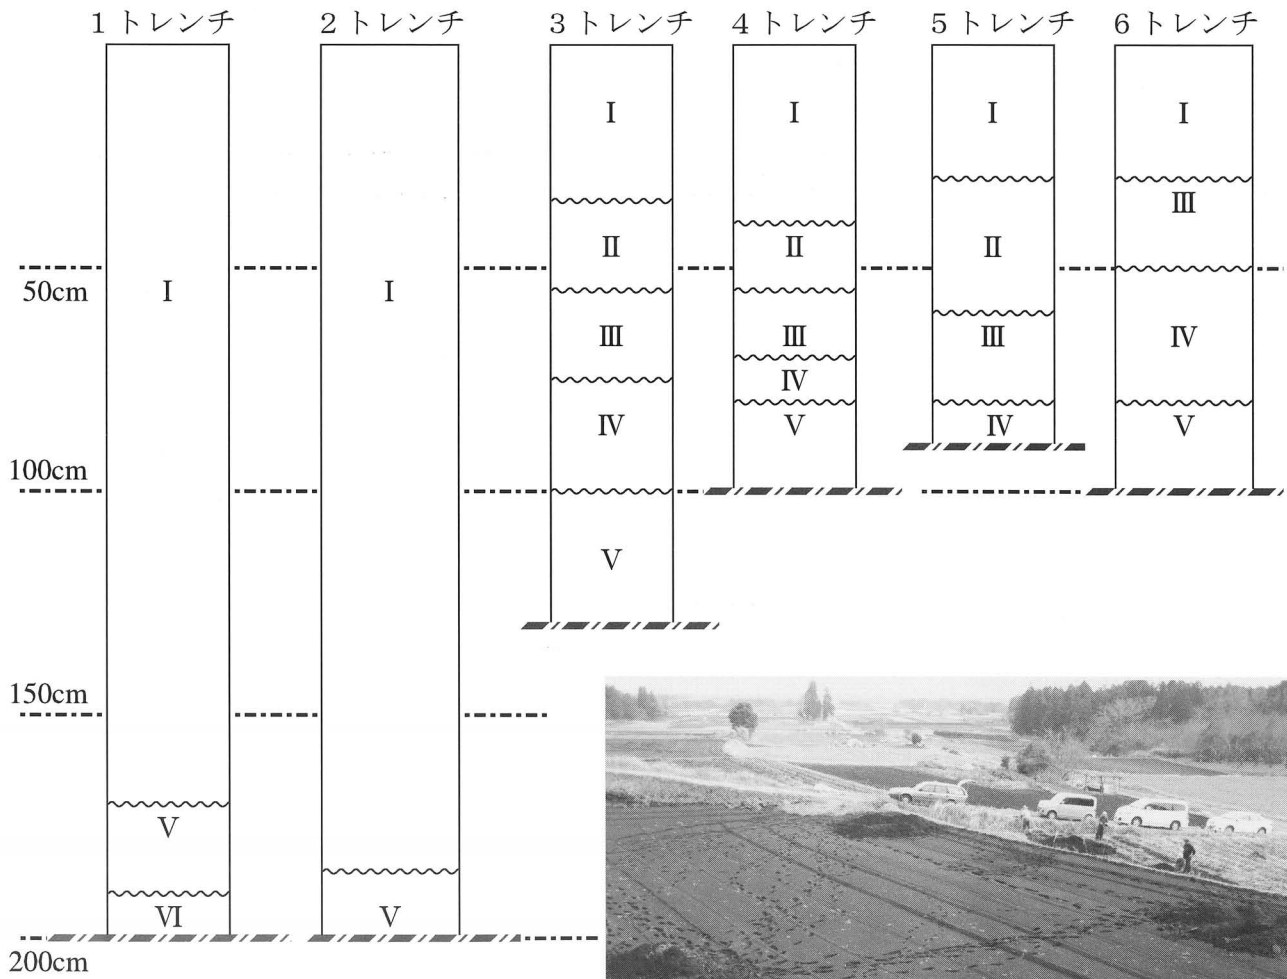 1トレンチ 2トレンチ 3トレンチ 4トレンチ 5トレンチ 6トレンチ
Ⅰ Ⅰ Ⅰ Ⅰ
Ⅲ
Ⅱ Ⅱ Ⅱ
50cm Ⅰ Ⅰ
Ⅲ Ⅲ Ⅲ Ⅳ
Ⅳ
Ⅳ Ⅴ Ⅳ Ⅴ
100cm
Ⅴ
150cm
Ⅴ
Ⅵ Ⅴ
200cm